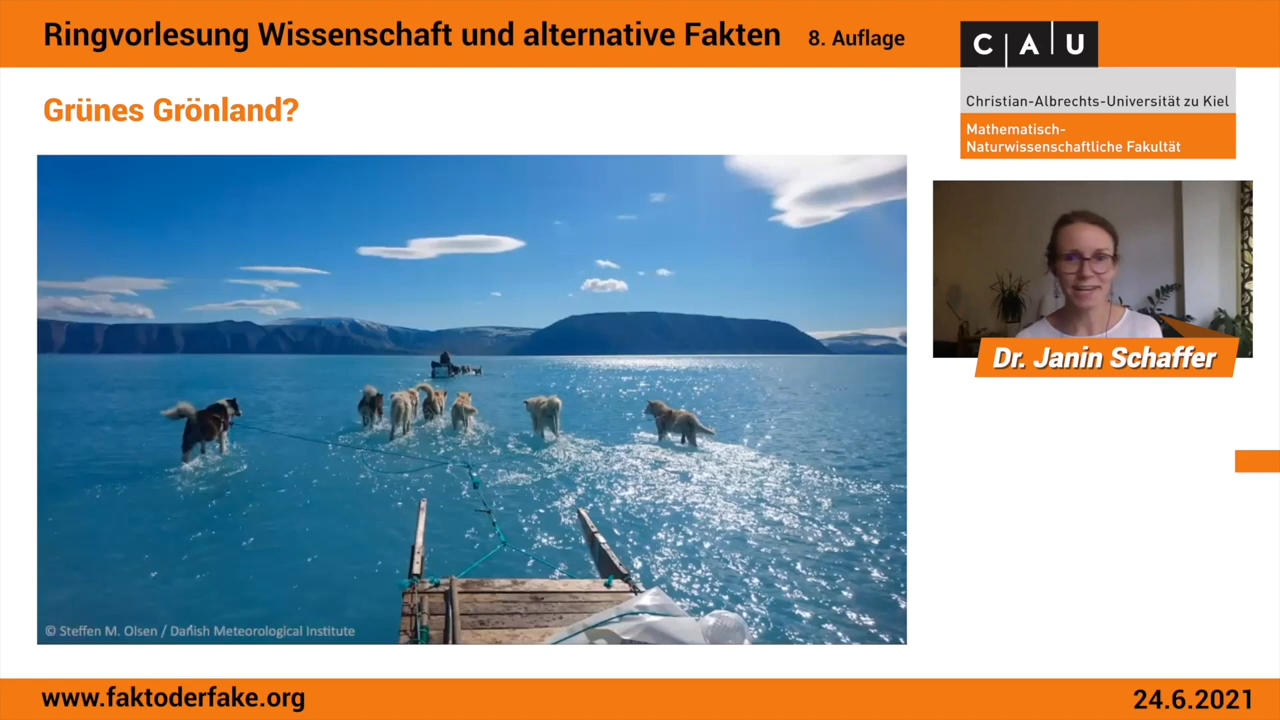 Ringvorlesung Wissenschaft und alternative Fakten 8. Auflage
C A U
Christian-Albrechts-Universität zu Kiel
Mathematisch-
Naturwissenschaftliche Fakultät
Grünes Grönland?
Dr. Janin Schaffer
© Steffen M. Olsen / Danish Meteorological Institute
www.faktoderfake.org
24.6.2021